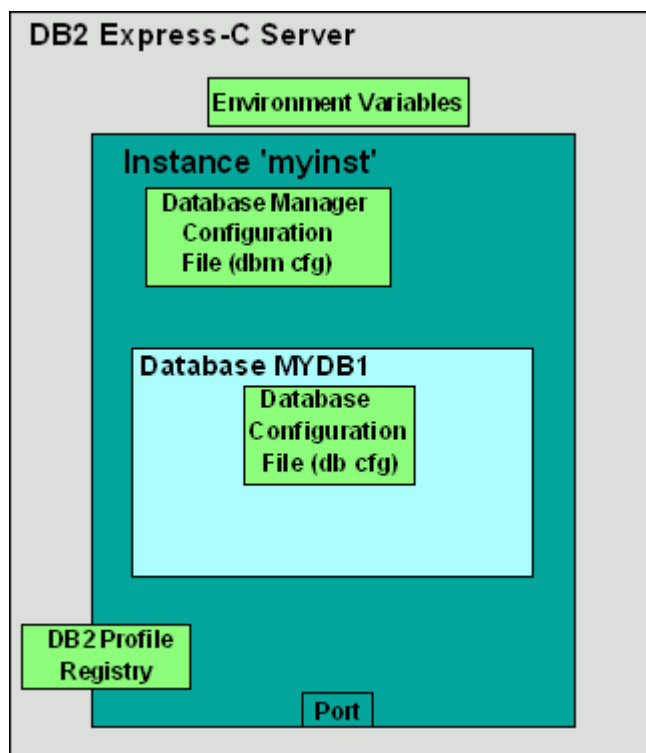 DB2 Express-C Server
Environment Variables
Instance 'myinst'
Database Manager
Configuration
File (dbm cfg)
Database MYDB1
Database
Configuration
File (db cfg)
DB2 Profile
Registry
Port